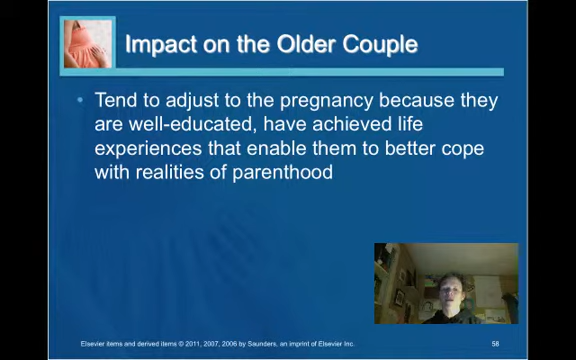 Impact on the Older Couple
• Tend to adjust to the pregnancy because they
are well-educated, have achieved life
experiences that enable them to better cope
with realities of parenthood
Elsevier items and derived items © 2011, 2007, 2006 by Saunders, an imprint of Elsevier Inc.
58